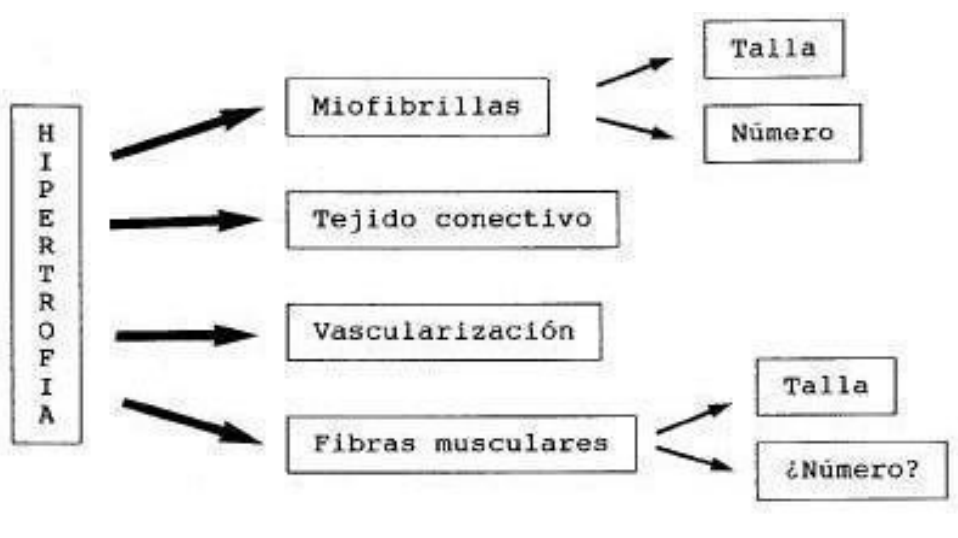 HIPERTROFIA
Miofibrillas
Talla
Número
Tejido conectivo
Vascularización
Fibras musculares
Talla
¿Número?